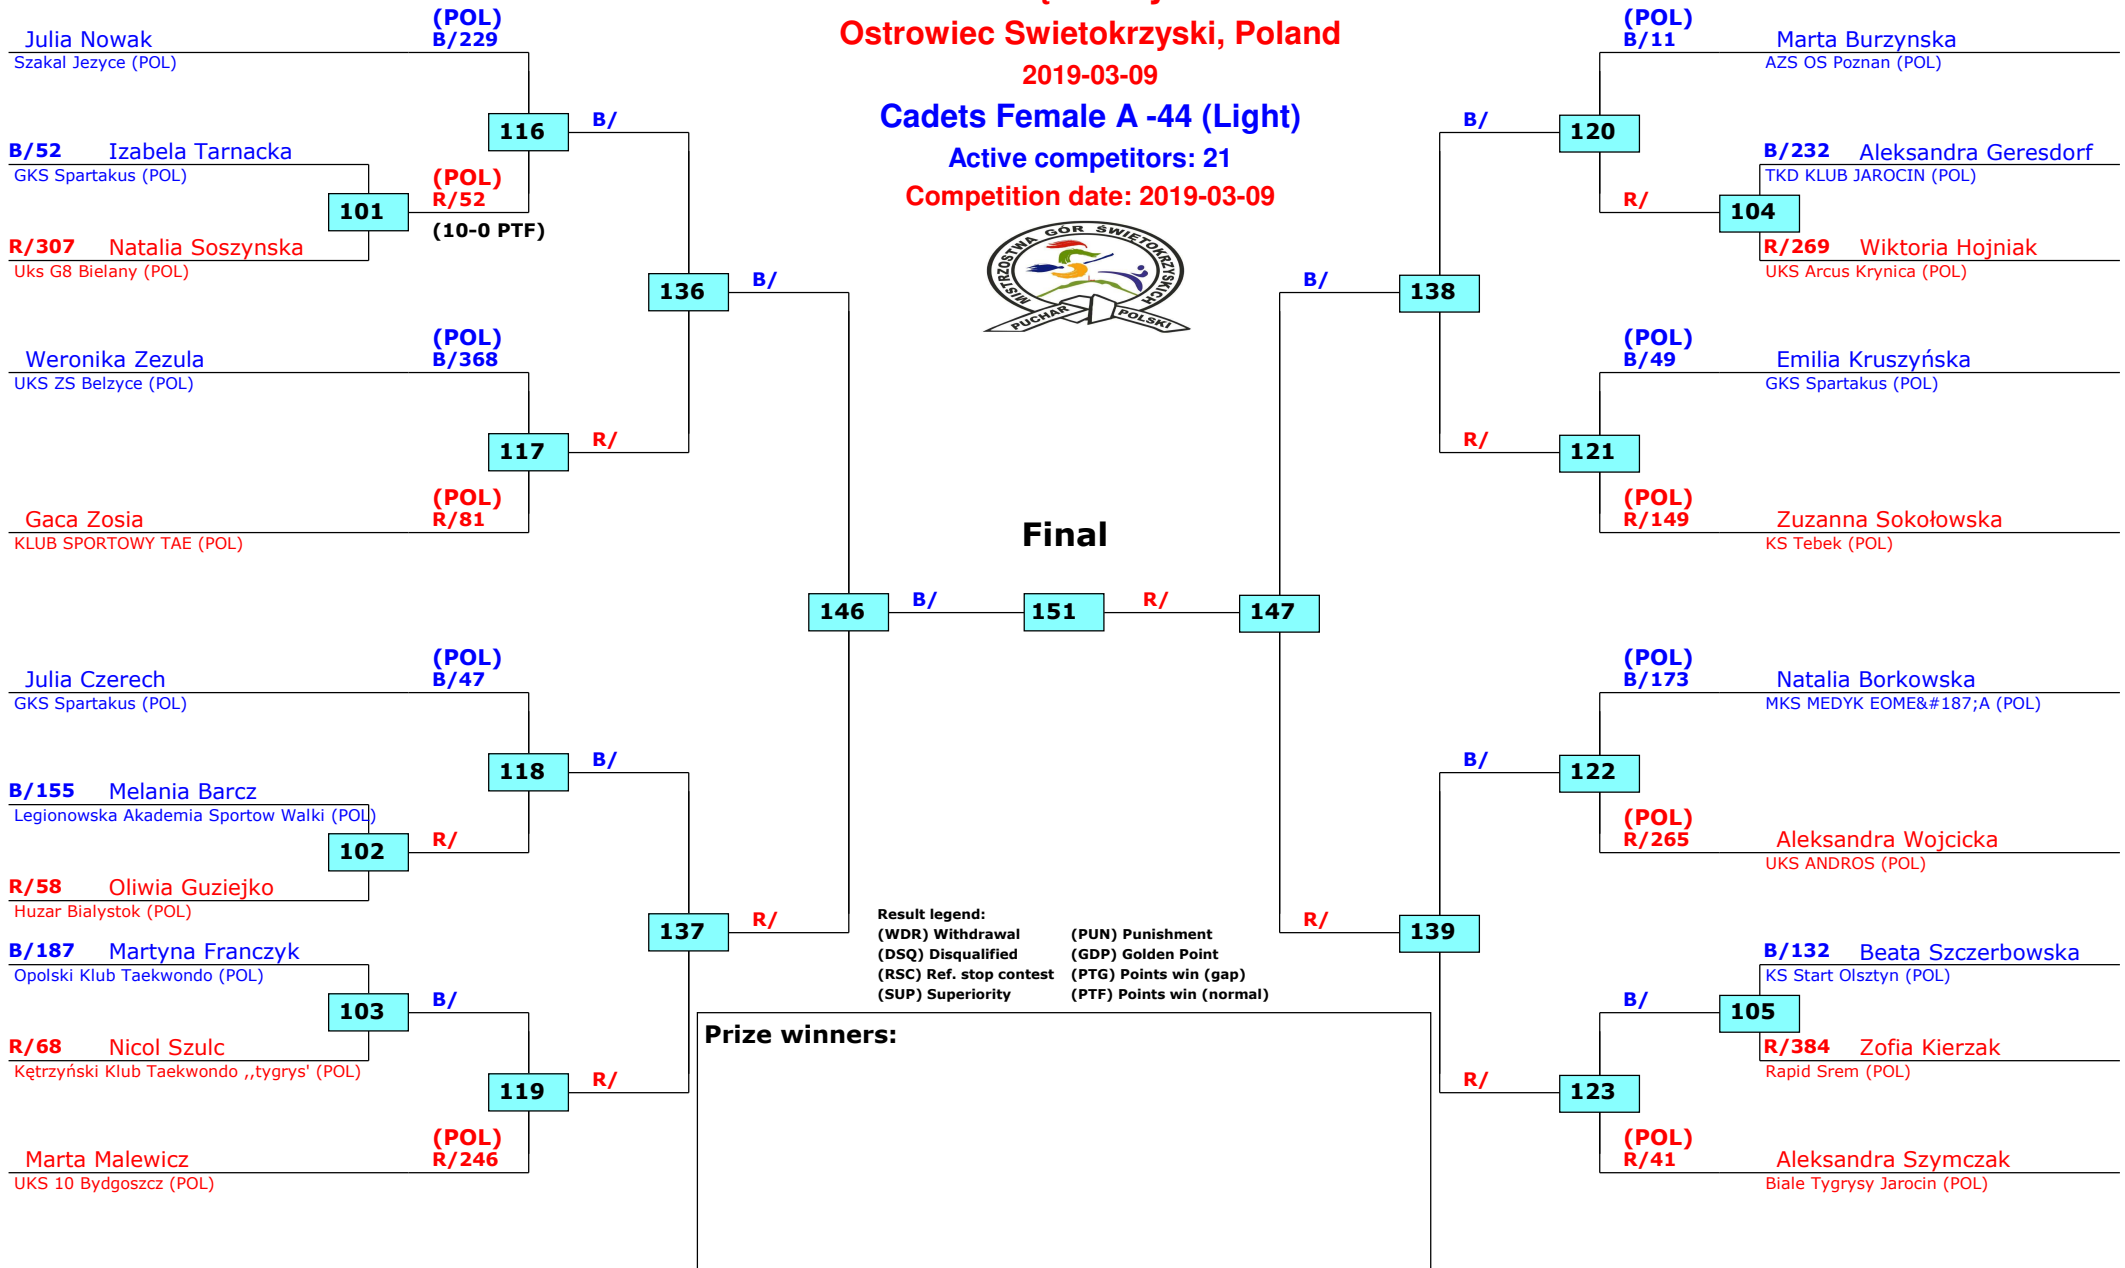 Ostrowiec Swietokrzyski, Poland
2019-03-09
Cadets Female A -44 (Light)
Active competitors: 21
Competition date: 2019-03-09
MISTRZOSTWA GÓR ŚWIĘTOKRZYSKICH
PUCHAR POLSKI
(POL)
Julia Nowak B/229
Szakal Jezyce (POL)
116 B/
B/52 Izabela Tarnacka
GKS Spartakus (POL)
(POL)
101 R/52
(10-0 PTF)
R/307 Natalia Soszynska
Uks G8 Bielany (POL)
136 B/
(POL)
Weronika Zezula B/368
UKS ZS Belzyce (POL)
117 R/
(POL)
Gaca Zosia R/81
KLUB SPORTOWY TAE (POL)
(POL)
Julia Czerech B/47
GKS Spartakus (POL)
118 B/
B/155 Melania Barcz
Legionowska Akademia Sportow Walki (POL)
102 R/
R/58 Oliwia Guziejko
Huzar Bialystok (POL)
137 R/
B/187 Martyna Franczyk
Opolski Klub Taekwondo (POL)
103 B/
R/68 Nicol Szulc
Kętrzyński Klub Taekwondo ,,tygrys' (POL)
119 R/
(POL)
Marta Malewicz R/246
UKS 10 Bydgoszcz (POL)
Final
146 B/ 151 R/ 147
(POL)
B/11 Marta Burzynska
AZS OS Poznan (POL)
B/ 120
B/232 Aleksandra Geresdorf
TKD KLUB JAROCIN (POL)
R/ 104
R/269 Wiktoria Hojniak
UKS Arcus Krynica (POL)
B/ 138
(POL)
B/49 Emilia Kruszyńska
GKS Spartakus (POL)
R/ 121
(POL)
R/149 Zuzanna Sokołowska
KS Tebek (POL)
(POL)
B/173 Natalia Borkowska
MKS MEDYK EOME&#187;A (POL)
B/ 122
(POL)
R/265 Aleksandra Wojcicka
UKS ANDROS (POL)
R/ 139
B/132 Beata Szczerbowska
KS Start Olsztyn (POL)
B/ 105
R/384 Zofia Kierzak
Rapid Srem (POL)
R/ 123
(POL)
R/41 Aleksandra Szymczak
Biale Tygrysy Jarocin (POL)
Result legend:
(WDR) Withdrawal (PUN) Punishment
(DSQ) Disqualified (GDP) Golden Point
(RSC) Ref. stop contest (PTG) Points win (gap)
(SUP) Superiority (PTF) Points win (normal)
Prize winners: